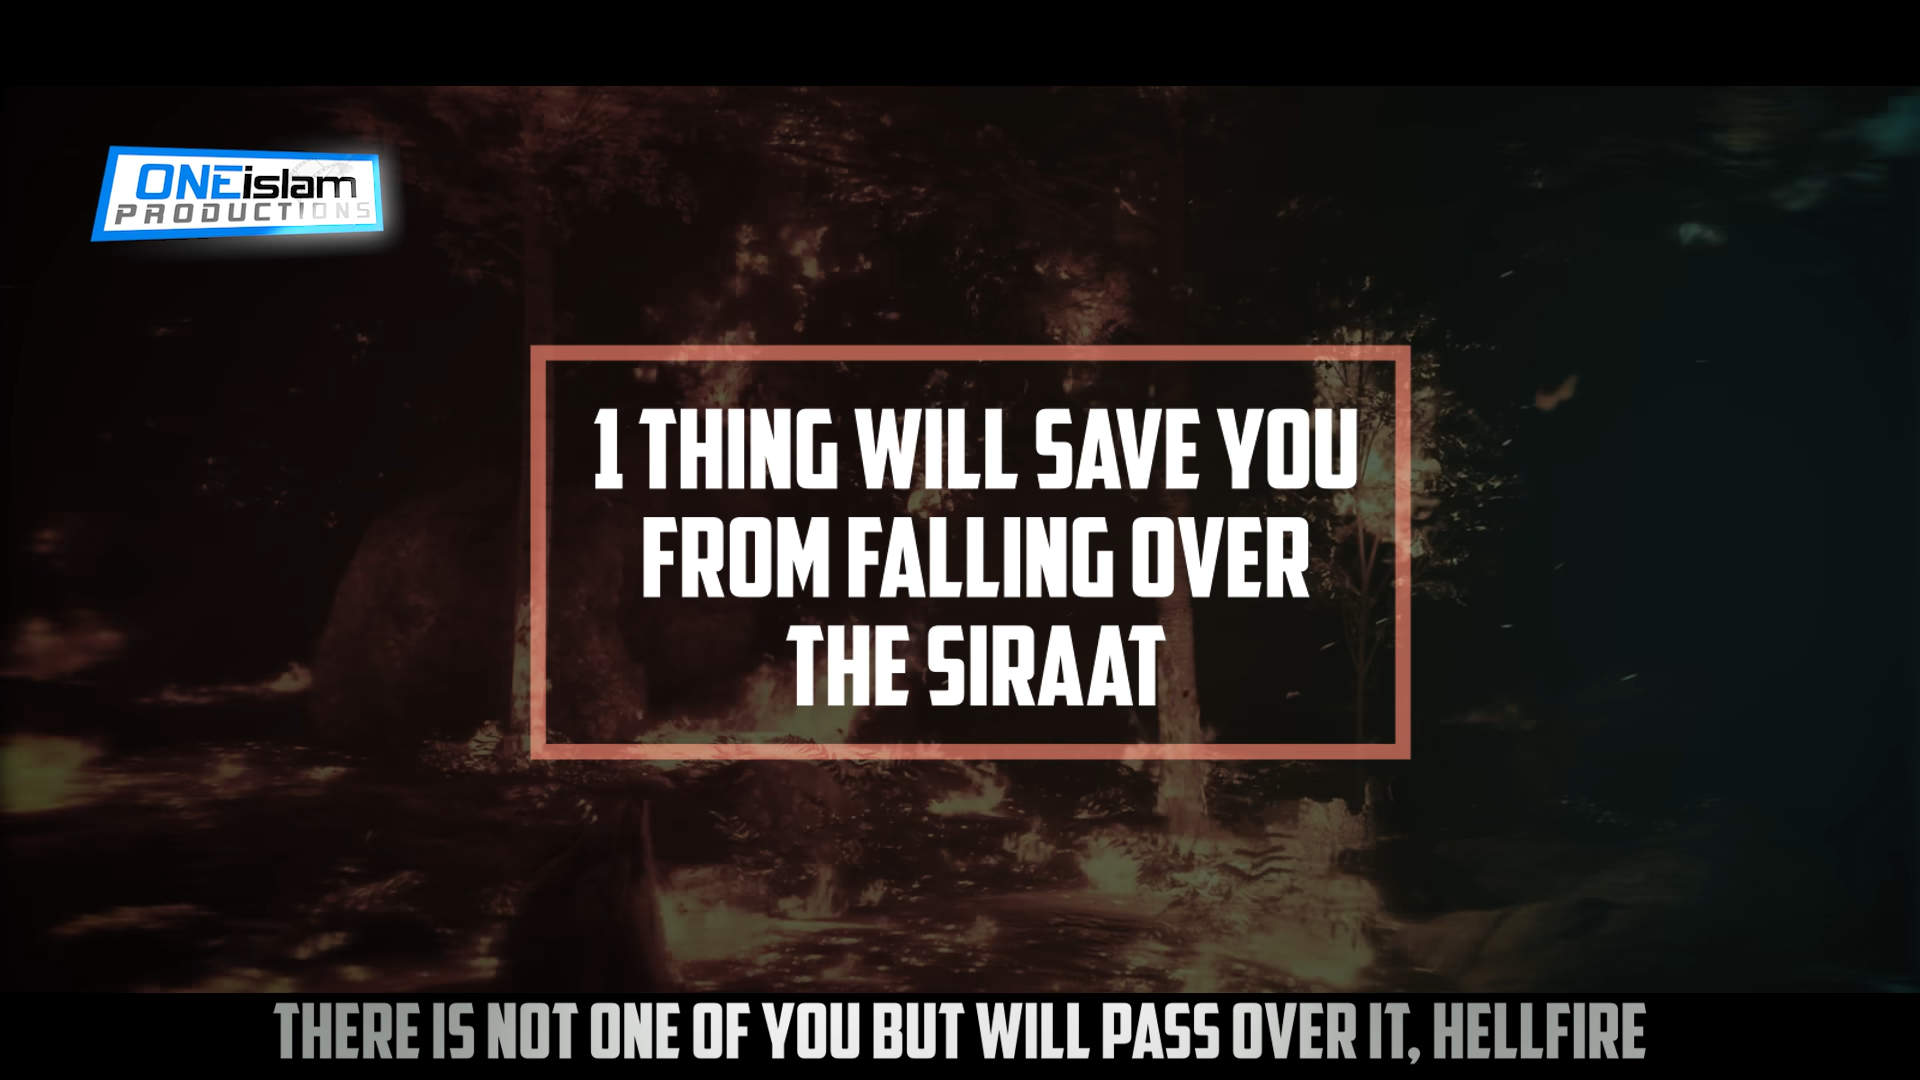 ONEislam
PRODUCTIONS
1 THING WILL SAVE YOU
FROM FALLING OVER
THE SIRAAT
THERE IS NOT ONE OF YOU BUT WILL PASS OVER IT, HELLFIRE